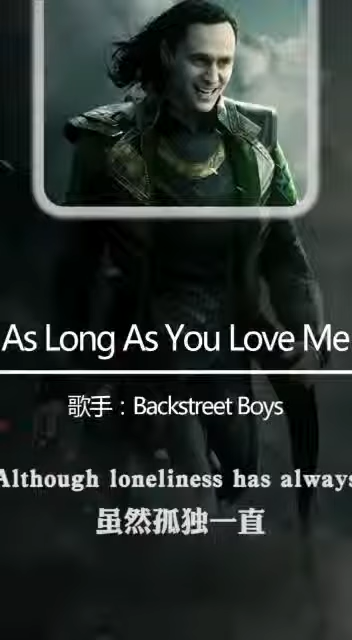 As Long As You Love Me
歌手：Backstreet Boys
Although loneliness has always
虽然孤独一直